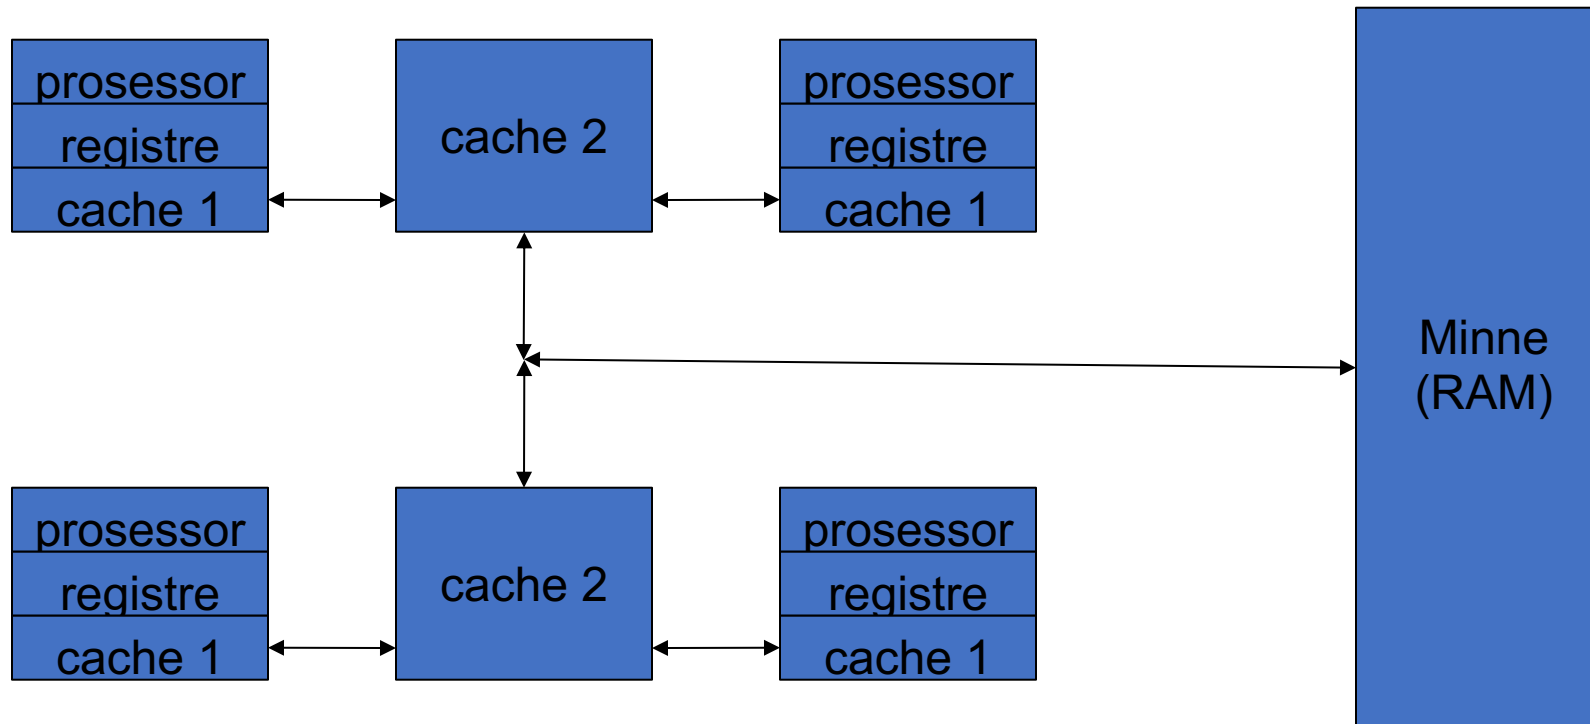 prosessor
registre
cache 1
cache 2
prosessor
registre
cache 1
Minne
(RAM)
prosessor
registre
cache 1
cache 2
prosessor
registre
cache 1